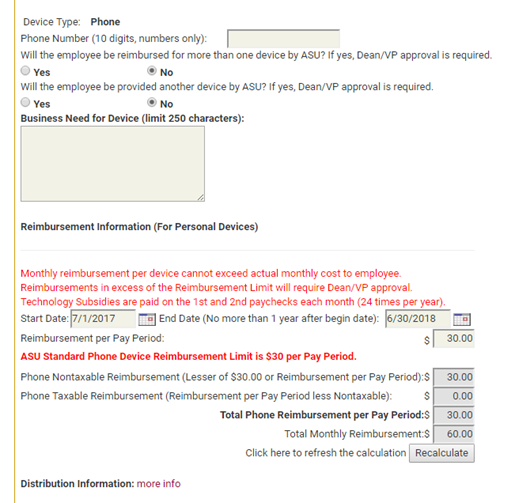 Device Type: Phone
Phone Number (10 digits, numbers only):
Will the employee be reimbursed for more than one device by ASU? If yes, Dean/VP approval is required.
Yes No
Will the employee be provided another device by ASU? If yes, Dean/VP approval is required.
Yes No
Business Need for Device (limit 250 characters):
Reimbursement Information (For Personal Devices)
Monthly reimbursement per device cannot exceed actual monthly cost to employee.
Reimbursements in excess of the Reimbursement Limit will require Dean/VP approval.
Technology Subsidies are paid on the 1st and 2nd paychecks each month (24 times per year).
Start Date: 7/1/2017 End Date (No more than 1 year after begin date): 6/30/2018
Reimbursement per Pay Period: $ 30.00
ASU Standard Phone Device Reimbursement Limit is $30 per Pay Period.
Phone Nontaxable Reimbursement (Lesser of $30.00 or Reimbursement per Pay Period):$ 30.00
Phone Taxable Reimbursement (Reimbursement per Pay Period less Nontaxable): $ 0.00
Total Phone Reimbursement per Pay Period:$ 30.00
Total Monthly Reimbursement:$ 60.00
Click here to refresh the calculation Recalculate
Distribution Information: more info